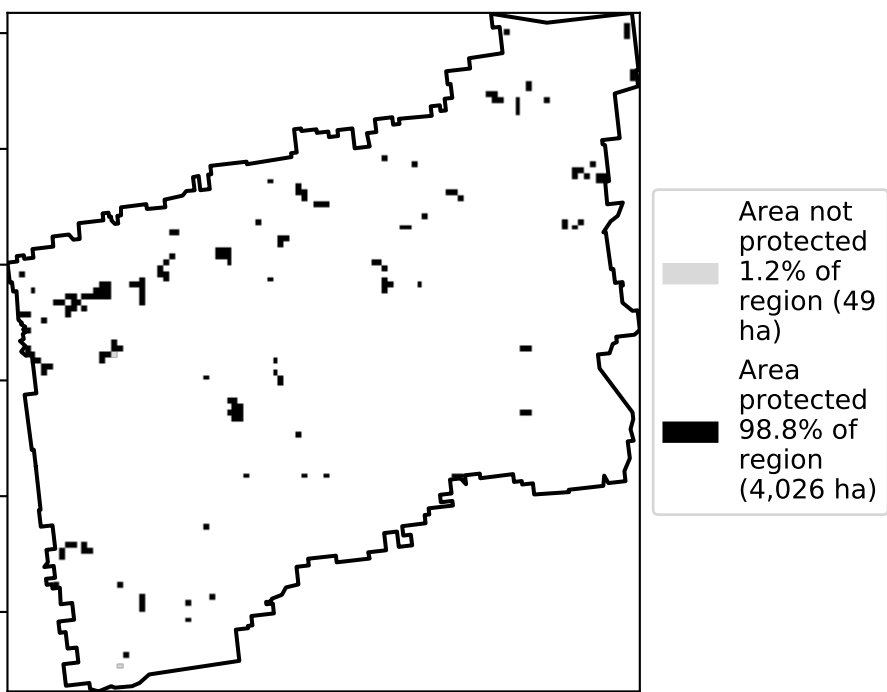 Area not
protected
1.2% of
region (49
ha)
Area
protected
98.8% of
region
(4,026 ha)